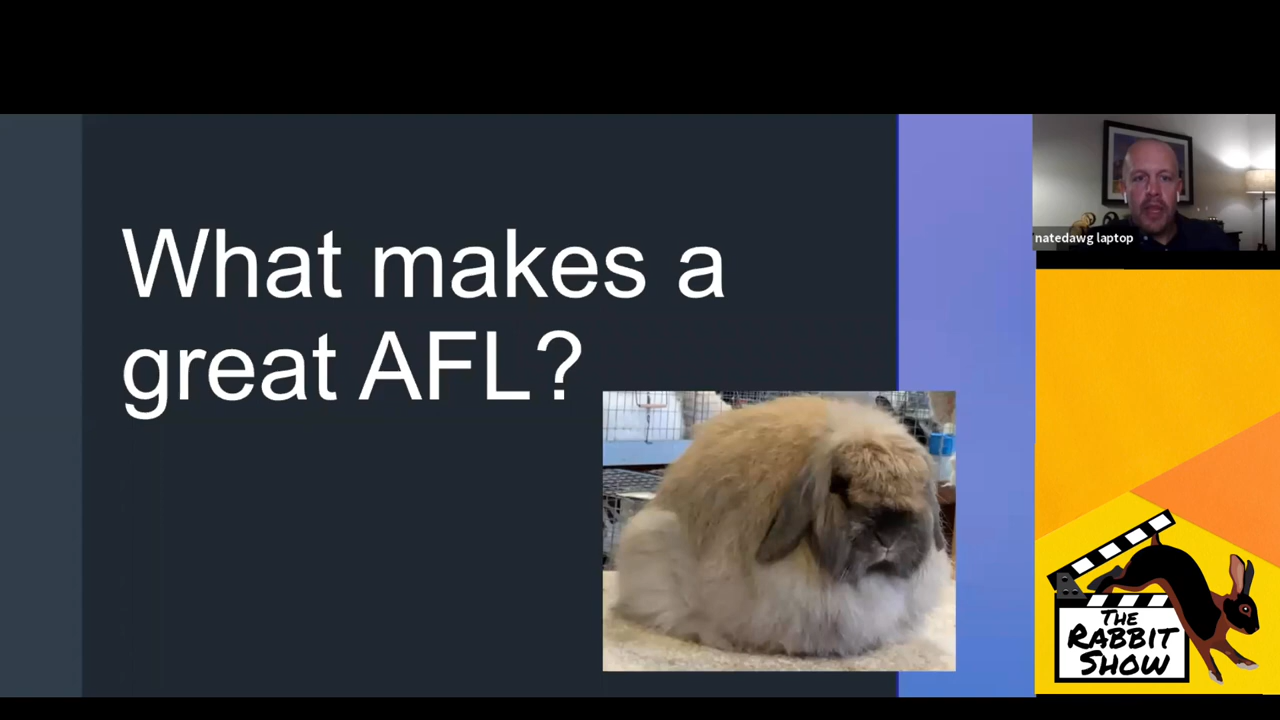 What makes a
great AFL?
natedawg laptop
THE
RABBIT
SHOW